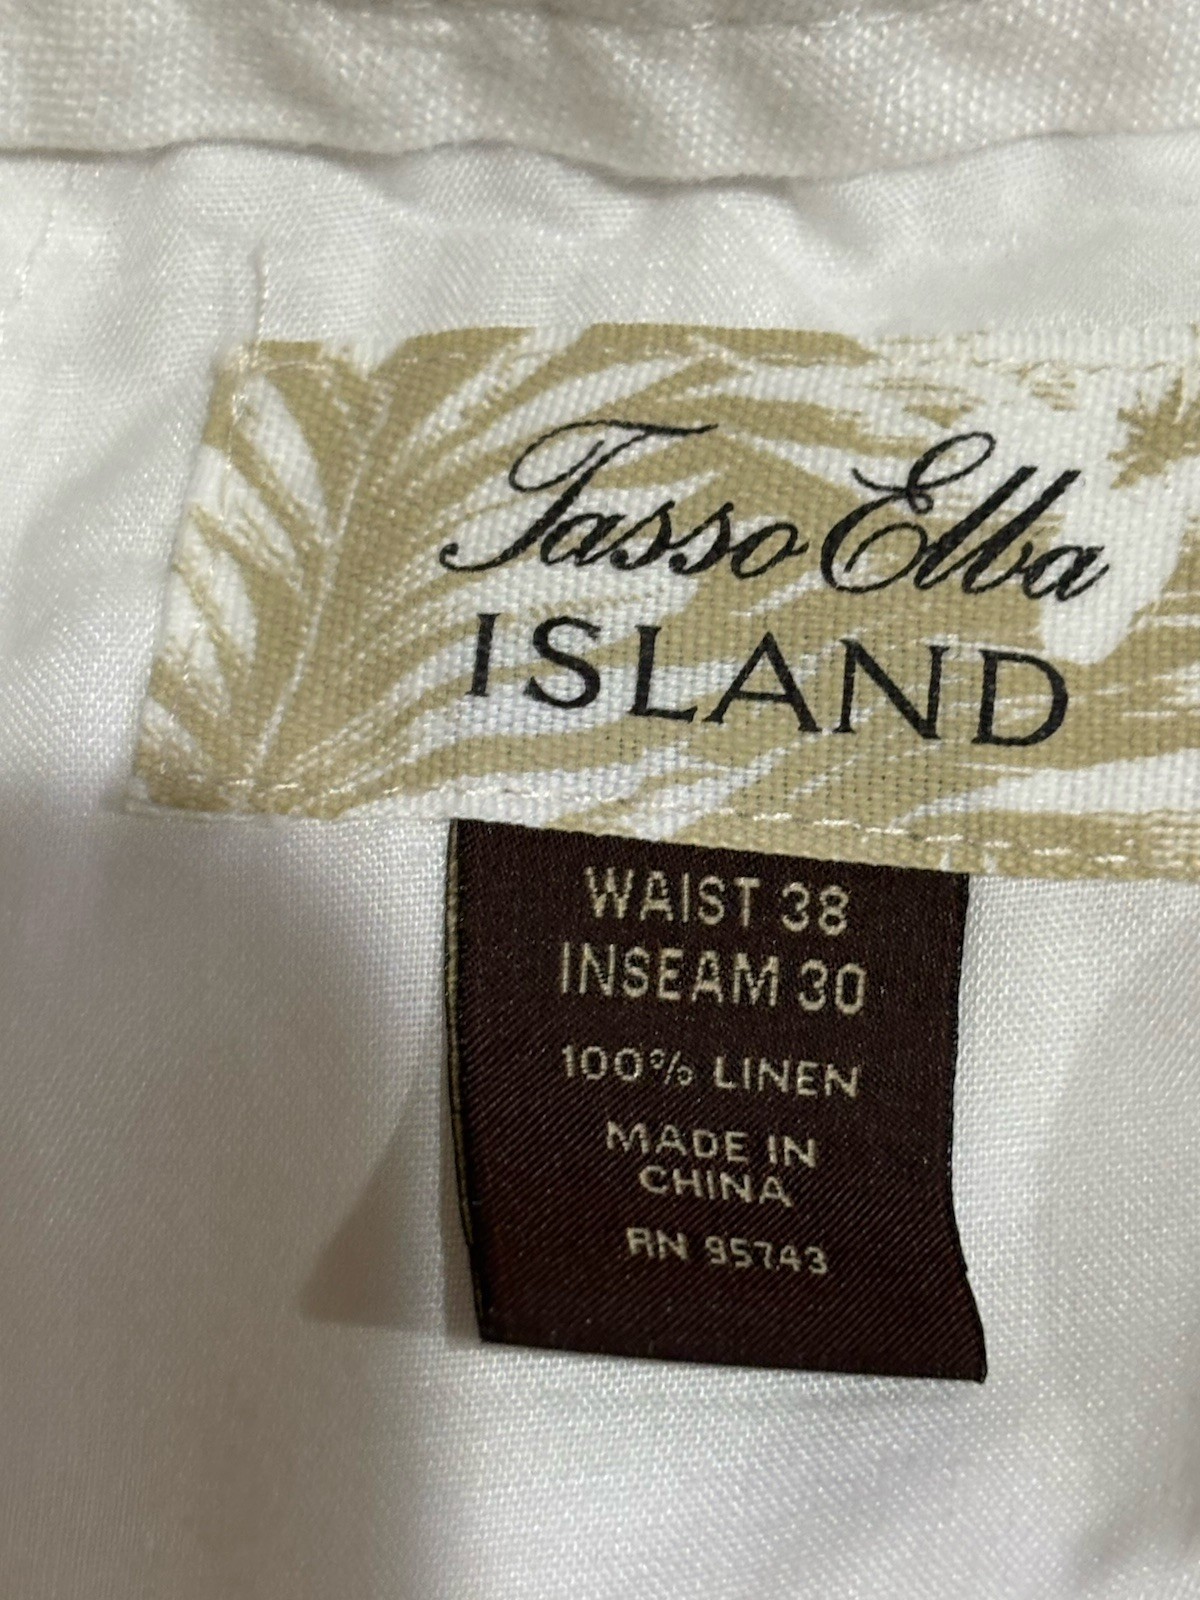 Tasso Elba
ISLAND
WAIST 38
INSEAM 30
100% LINEN
MADE IN
CHINA
RN 95743